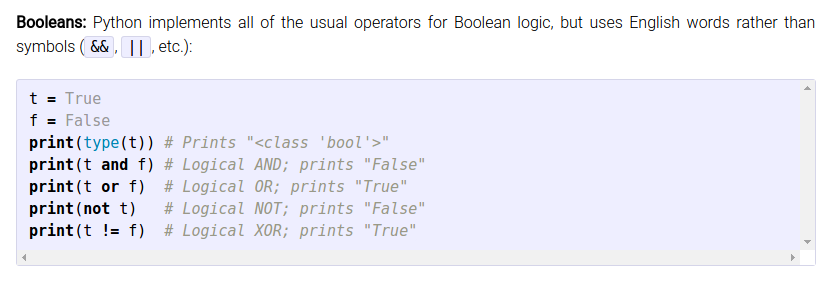 Booleans: Python implements all of the usual operators for Boolean logic, but uses English words rather than
symbols ( && , || , etc.):
t = True
f = False
print(type(t)) # Prints "<class 'bool'>"
print(t and f) # Logical AND; prints "False"
print(t or f)  # Logical OR; prints "True"
print(not t)   # Logical NOT; prints "False"
print(t != f)  # Logical XOR; prints "True"